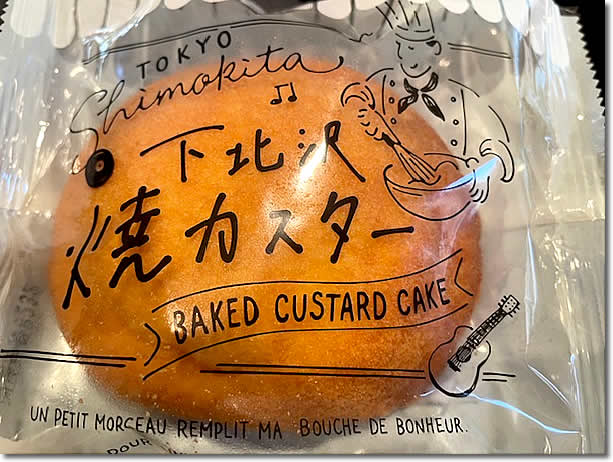 TOKYO
Shimokita
下北沢
焼カスター
BAKED CUSTARD CAKE
UN PETIT MORCEAU REMPLIT MA BOUCHE DE BONHEUR.
POUR